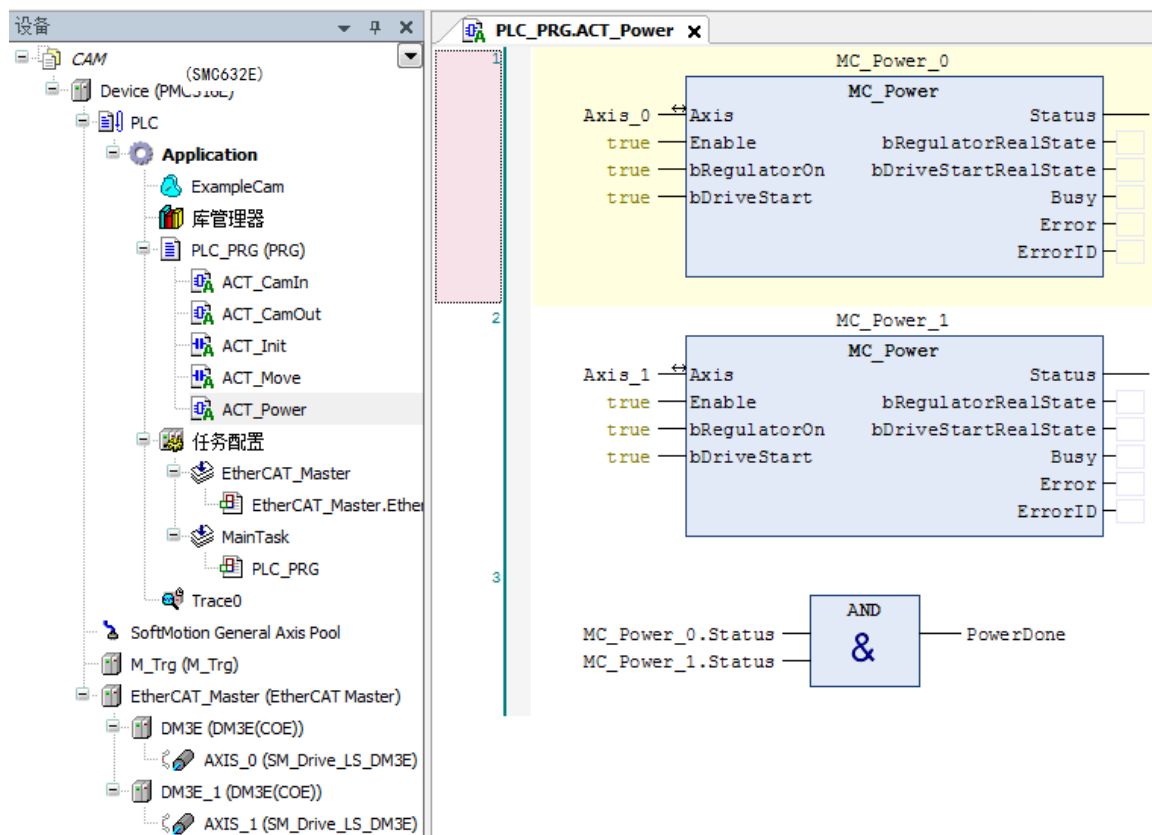 设备
CAM
(SMC632E)
Device (PMC316E)
PLC
Application
ExampleCam
库管理器
PLC_PRG (PRG)
ACT_CamIn
ACT_CamOut
ACT_Init
ACT_Move
ACT_Power
任务配置
EtherCAT_Master
EtherCAT_Master.Ether
MainTask
PLC_PRG
Trace0
SoftMotion General Axis Pool
M_Trg (M_Trg)
EtherCAT_Master (EtherCAT Master)
DM3E (DM3E(COE))
AXIS_0 (SM_Drive_LS_DM3E)
DM3E_1 (DM3E(COE))
AXIS_1 (SM_Drive_LS_DM3E)
PLC_PRG.ACT_Power
1
MC_Power_0
MC_Power
Axis_0 Axis Status
true Enable bRegulatorRealState
true bRegulatorOn bDriveStartRealState
true bDriveStart Busy
Error
ErrorID
2
MC_Power_1
MC_Power
Axis_1 Axis Status
true Enable bRegulatorRealState
true bRegulatorOn bDriveStartRealState
true bDriveStart Busy
Error
ErrorID
3
AND
MC_Power_0.Status & PowerDone
MC_Power_1.Status